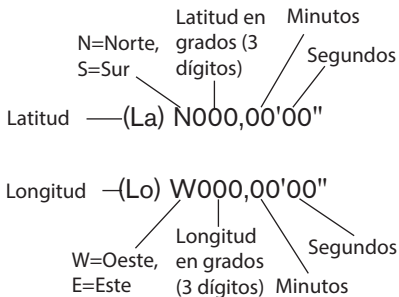 N=Norte,
S=Sur
Latitud en
grados (3
dígitos)
Minutos
Segundos
Latitud
(La) N000,00'00"
Longitud
(Lo) W000,00'00"
W=Oeste,
E=Este
Longitud
en grados
(3 dígitos)
Minutos
Segundos